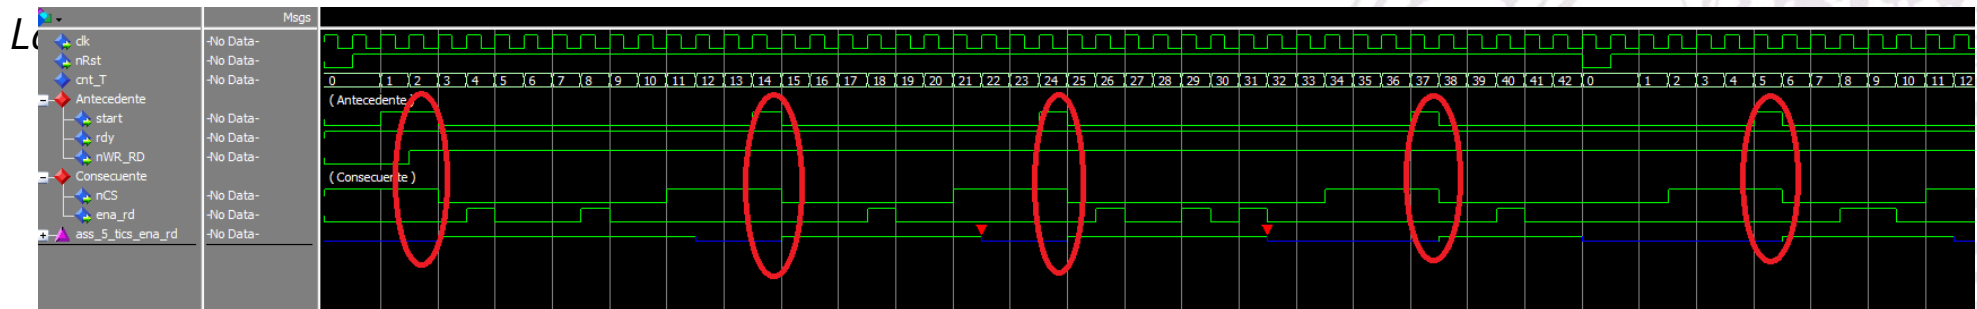 Msgs
clk -No Data-
nRst -No Data-
cnt_T -No Data- 0 1 2 3 4 5 6 7 8 9 10 11 12 13 14 15 16 17 18 19 20 21 22 23 24 25 26 27 28 29 30 31 32 33 34 35 36 37 38 39 40 41 42 0 1 2 3 4 5 6 7 8 9 10 11 12
Antecedente ( Antecedente )
start -No Data-
rdy -No Data-
nWR_RD -No Data-
Consecuente ( Consecuente )
nCS -No Data-
ena_rd -No Data-
ass_5_tics_ena_rd -No Data-